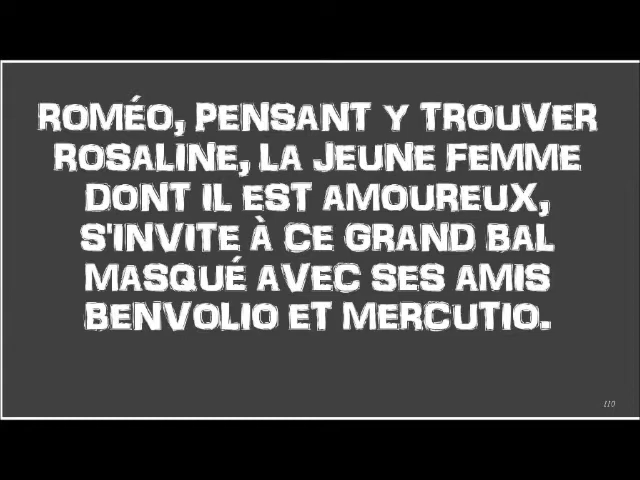 ROMÉO, PENSANT Y TROUVER
ROSALINE, LA JEUNE FEMME
DONT IL EST AMOUREUX,
S'INVITE À CE GRAND BAL
MASQUÉ AVEC SES AMIS
BENVOLIO ET MERCUTIO.
110